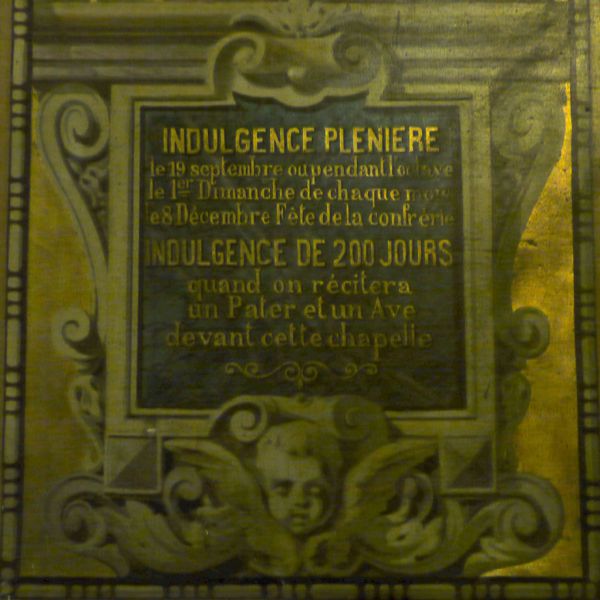 INDULGENCE PLENIERE
le 19 septembre ou pendant l'octave
le 1er Dimanche de chaque mois
le 8 Décembre Fête de la confrérie
INDULGENCE DE 200 JOURS
quand on récitera
un Pater et un Ave
devant cette chapelle